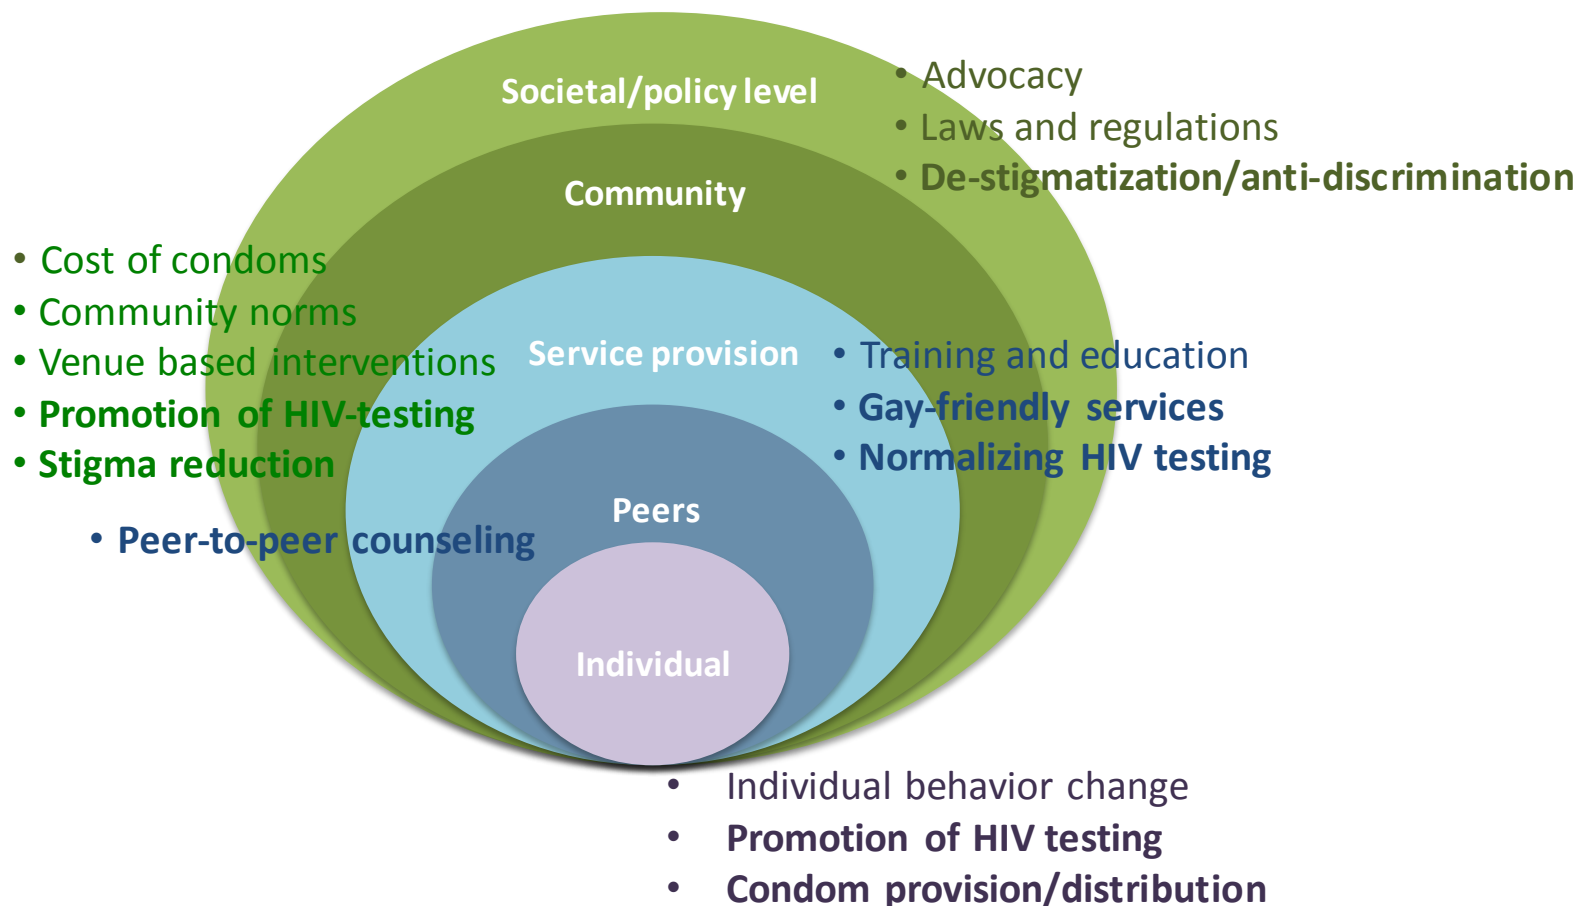 Societal/policy level
• Advocacy
• Laws and regulations
• De-stigmatization/anti-discrimination
Community
• Cost of condoms
• Community norms
• Venue based interventions
• Promotion of HIV-testing
• Stigma reduction
Service provision
• Training and education
• Gay-friendly services
• Normalizing HIV testing
Peers
• Peer-to-peer counseling
Individual
• Individual behavior change
• Promotion of HIV testing
• Condom provision/distribution